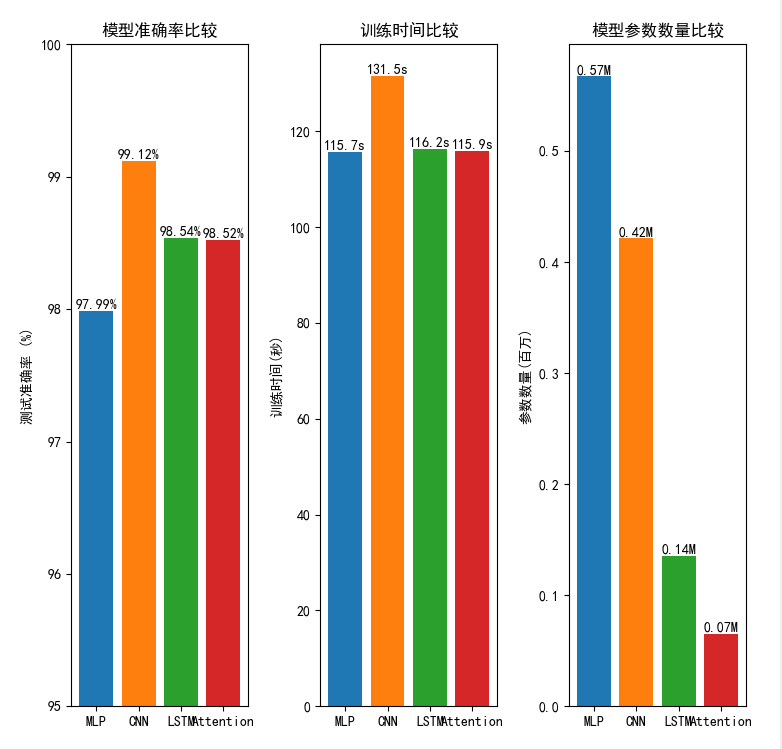 模型准确率比较
100
99
98
97
96
95
测试准确率 (%)
97.99%
99.12%
98.54%
98.52%
MLP
CNN
LSTM
Attention
训练时间比较
120
100
80
60
40
20
0
训练时间(秒)
115.7s
131.5s
116.2s
115.9s
MLP
CNN
LSTM
Attention
模型参数数量比较
0.5
0.4
0.3
0.2
0.1
0.0
参数数量(百万)
0.57M
0.42M
0.14M
0.07M
MLP
CNN
LSTM
Attention